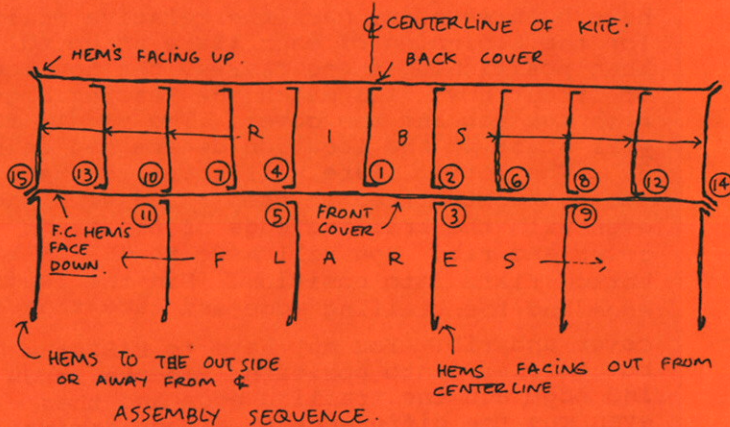 ℄ CENTERLINE OF KITE.
HEM'S FACING UP.
BACK COVER
R I B S
15 13 10 7 4 1 2 6 8 12 14
11 5 FRONT COVER 3 9
F.C. HEM'S
FACE
DOWN.
F L A R E S
HEMS TO THE OUTSIDE
OR AWAY FROM ℄
HEMS FACING OUT FROM
CENTERLINE
ASSEMBLY SEQUENCE.